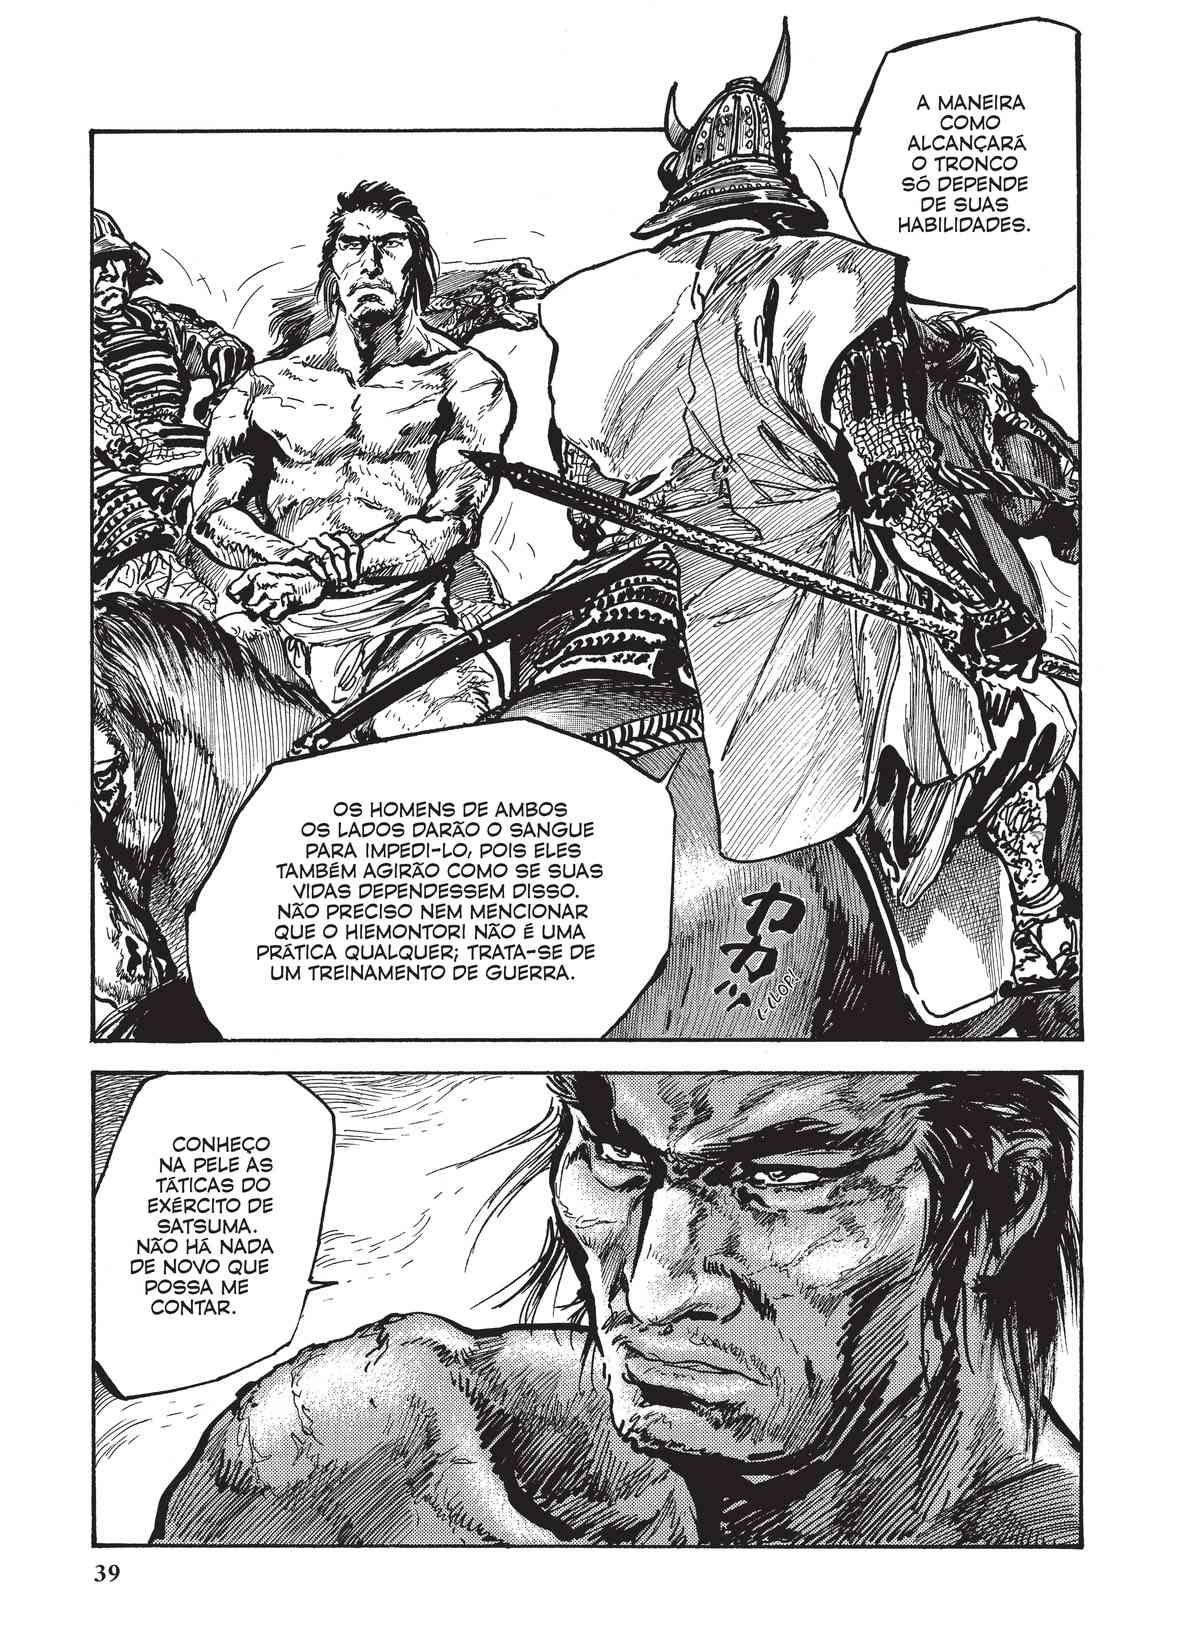 A MANEIRA
COMO
ALCANÇARÁ
O TRONCO
SÓ DEPENDE
DE SUAS
HABILIDADES.
OS HOMENS DE AMBOS
OS LADOS DARÃO O SANGUE
PARA IMPEDI-LO, POIS ELES
TAMBÉM AGIRÃO COMO SE SUAS
VIDAS DEPENDESSEM DISSO.
NÃO PRECISO NEM MENCIONAR
QUE O HIEMONTORI NÃO É UMA
PRÁTICA QUALQUER; TRATA-SE DE
UM TREINAMENTO DE GUERRA.
カカッ
CONHEÇO
NA PELE AS
TÁTICAS DO
EXÉRCITO DE
SATSUMA.
NÃO HÁ NADA
DE NOVO QUE
POSSA ME
CONTAR.
39